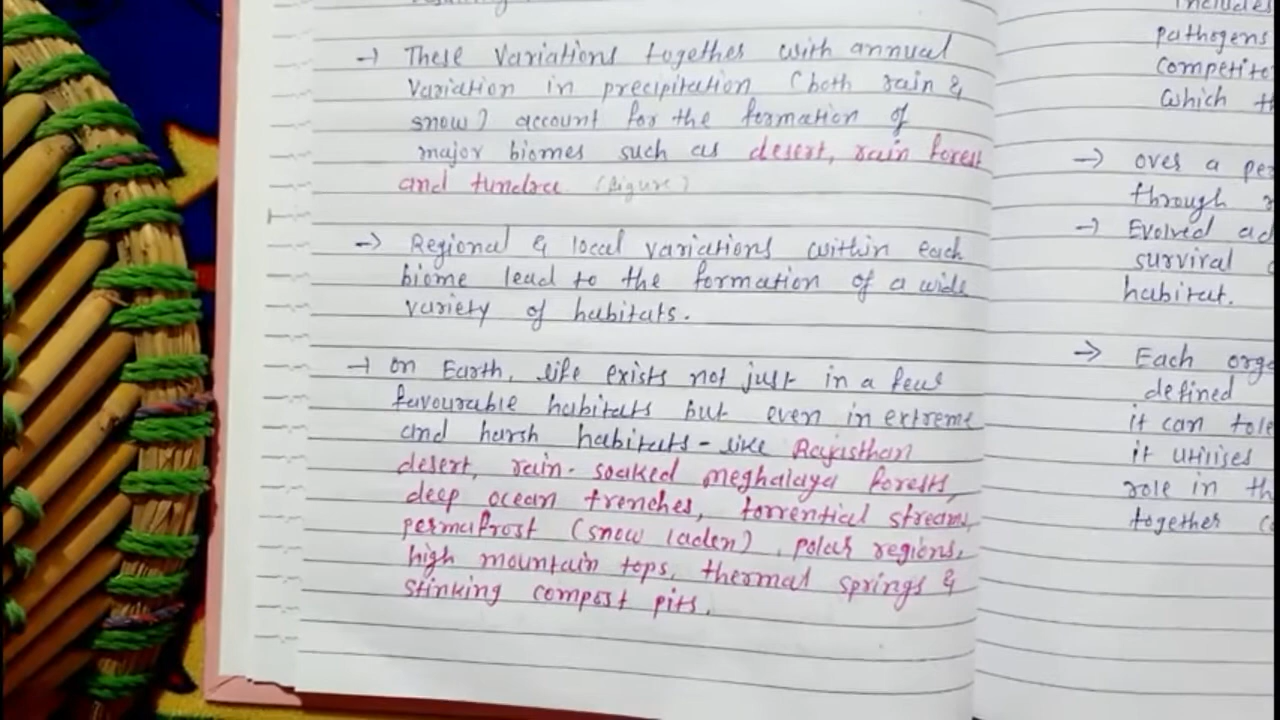 → These variations together with annual
variation in precipitation (both rain &
snow) account for the formation of
major biomes such as desert, rain forest
and tundra (figure)
→ Regional & local variations within each
biome lead to the formation of a wide
variety of habitats.
→ on Earth, life exists not just in a few
favourable habitats but even in extreme
and harsh habitats - like Rajasthan
desert, rain-soaked meghalaya forests,
deep ocean trenches, torrential streams,
permafrost (snow laden), polar regions,
high mountain tops, thermal springs &
stinking compost pits.
includes
pathogens
which
→ over a
through
→ Evolved
survival
habitat.
→ Each
defined
it can
it utilises
role in
together